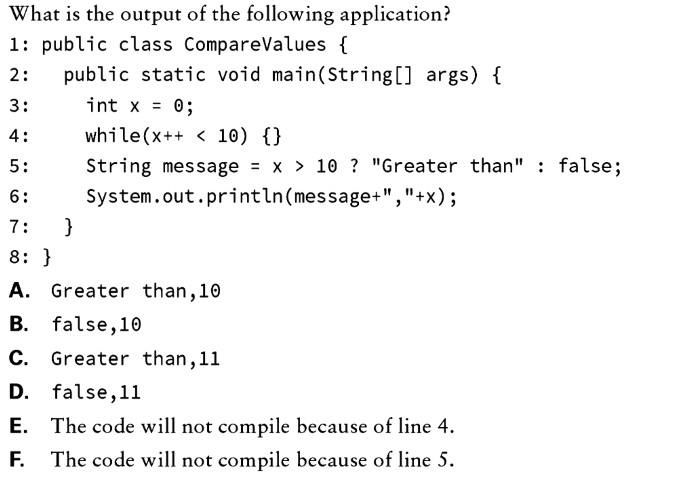 What is the output of the following application?
1: public class CompareValues {
2:   public static void main(String[] args) {
3:     int x = 0;
4:     while(x++ < 10) {}
5:     String message = x > 10 ? "Greater than" : false;
6:     System.out.println(message+","+x);
7:   }
8: }
A. Greater than,10
B. false,10
C. Greater than,11
D. false,11
E. The code will not compile because of line 4.
F. The code will not compile because of line 5.